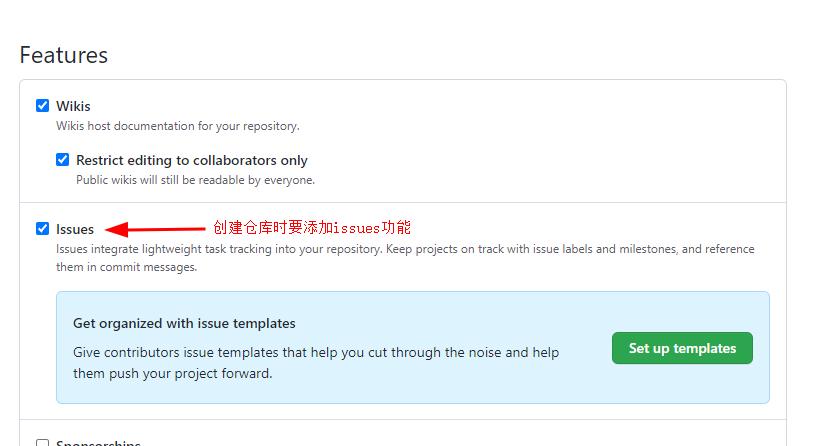 Features
Wikis
Wikis host documentation for your repository.
Restrict editing to collaborators only
Public wikis will still be readable by everyone.
Issues 创建仓库时要添加issues功能
Issues integrate lightweight task tracking into your repository. Keep projects on track with issue labels and milestones, and reference
them in commit messages.
Get organized with issue templates
Give contributors issue templates that help you cut through the noise and help
them push your project forward.
Set up templates
Sponsorships